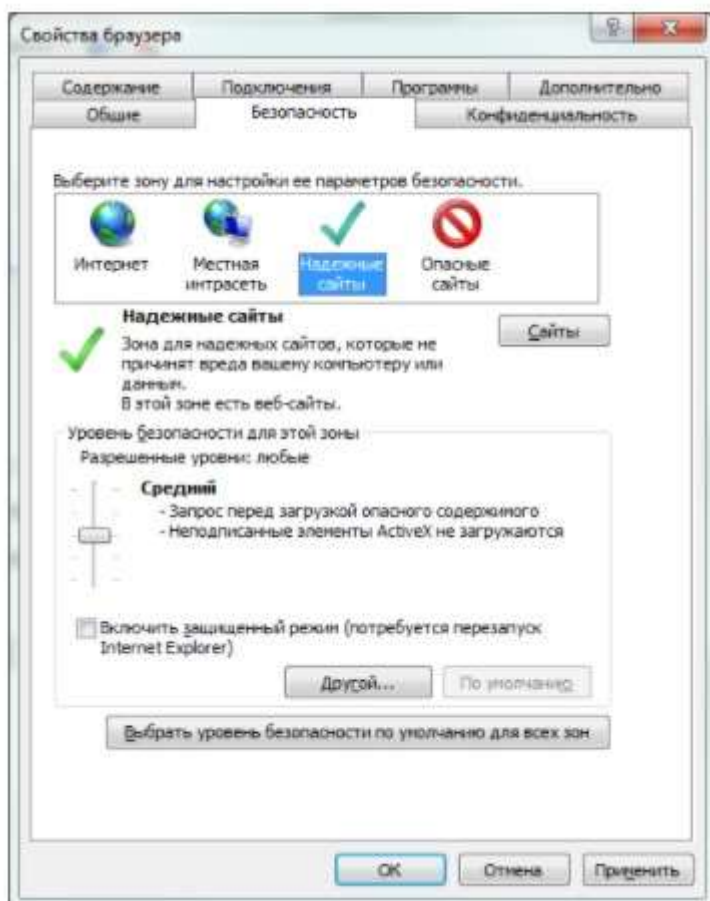 Свойства браузера
Содержание Подключения Программы Дополнительно
Общие Безопасность Конфиденциальность
Выберите зону для настройки ее параметров безопасности.
Интернет Местная интрасеть Надежные сайты Опасные сайты
Надежные сайты
Сайты
Зона для надежных сайтов, которые не
причинят вреда вашему компьютеру или
данным.
В этой зоне есть веб-сайты.
Уровень безопасности для этой зоны
Разрешенные уровни: любые
Средний
- Запрос перед загрузкой опасного содержимого
- Неподписанные элементы ActiveX не загружаются
Включить защищенный режим (потребуется перезапуск
Internet Explorer)
Другой... По умолчанию
Выбрать уровень безопасности по умолчанию для всех зон
ОК Отмена Применить